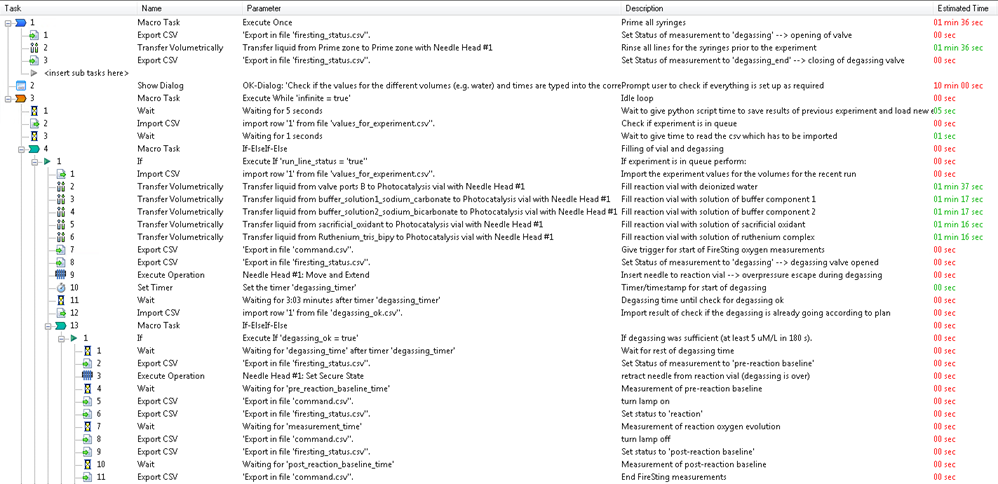 Task Name Parameter Description Estimated Time
1 Macro Task Execute Once Prime all syringes 01 min 36 sec
1 Export CSV 'Export in file 'firesting_status.csv''. Set Status of measurement to 'degassing' --> opening of valve 00 sec
2 Transfer Volumetrically Transfer liquid from Prime zone to Prime zone with Needle Head #1 Rinse all lines for the syringes prior to the experiment 01 min 36 sec
3 Export CSV 'Export in file 'firesting_status.csv''. Set Status of measurement to 'degassing_end' --> closing of degassing valve 00 sec
<insert sub tasks here>
2 Show Dialog OK-Dialog: 'Check if the values for the different volumes (e.g. water) and times are typed into the corre Prompt user to check if everything is set up as required 10 min 00 sec
3 Macro Task Execute While 'infinite = true'' Idle loop 00 sec
1 Wait Waiting for 5 seconds Wait to give python script time to save results of previous experiment and load new e 05 sec
2 Import CSV import row '1' from file 'values_for_experiment.csv''. Check if experiment is in queue 00 sec
3 Wait Waiting for 1 seconds Wait to give time to read the csv which has to be imported 01 sec
4 Macro Task If-ElseIf-Else Filling of vial and degassing 00 sec
1 If Execute If 'run_line_status = 'true'' If experiment is in queue perform: 00 sec
1 Import CSV import row '1' from file 'values_for_experiment.csv''. Import the experiment values for the volumes for the recent run 00 sec
2 Transfer Volumetrically Transfer liquid from valve ports B to Photocatalysis vial with Needle Head #1 Fill reaction vial with deionized water 01 min 37 sec
3 Transfer Volumetrically Transfer liquid from buffer_solution1_sodium_carbonate to Photocatalysis vial with Needle Head #1 Fill reaction vial with solution of buffer component 1 01 min 17 sec
4 Transfer Volumetrically Transfer liquid from buffer_solution2_sodium_bicarbonate to Photocatalysis vial with Needle Head #1 Fill reaction vial with solution of buffer component 2 01 min 17 sec
5 Transfer Volumetrically Transfer liquid from sacrificial_oxidant to Photocatalysis vial with Needle Head #1 Fill reaction vial with solution of sacrificial oxidant 01 min 16 sec
6 Transfer Volumetrically Transfer liquid from Ruthenium_tris_bipy to Photocatalysis vial with Needle Head #1 Fill reaction vial with solution of ruthenium complex 01 min 16 sec
7 Export CSV 'Export in file 'command.csv''. Give trigger for start of FireSting oxygen measurements 00 sec
8 Export CSV 'Export in file 'firesting_status.csv''. Set Status of measurement to 'degassing' --> degassing valve opened 00 sec
9 Execute Operation Needle Head #1: Move and Extend Insert needle to reaction vial --> overpressure escape during degassing 00 sec
10 Set Timer Set the timer 'degassing_timer' Timer/timestamp for start of degassing 00 sec
11 Wait Waiting for 3:03 minutes after timer 'degassing_timer' Degassing time until check for degassing ok 00 sec
12 Import CSV import row '1' from file 'degassing_ok.csv''. Import result of check if the degassing is already going according to plan 00 sec
13 Macro Task If-ElseIf-Else 00 sec
1 If Execute If 'degassing_ok = true'' If degassing was sufficient (at least 5 uM/L in 180 s). 00 sec
1 Wait Waiting for 'degassing_time' after timer 'degassing_timer' Wait for rest of degassing time 00 sec
2 Export CSV 'Export in file 'firesting_status.csv''. Set Status of measurement to 'pre-reaction baseline' 00 sec
3 Execute Operation Needle Head #1: Set Secure State retract needle from reaction vial (degassing is over) 00 sec
4 Wait Waiting for 'pre_reaction_baseline_time' Measurement of pre-reaction baseline 00 sec
5 Export CSV 'Export in file 'command.csv''. turn lamp on 00 sec
6 Export CSV 'Export in file 'firesting_status.csv''. Set status to 'reaction' 00 sec
7 Wait Waiting for 'measurement_time' Measurement of reaction oxygen evolution 00 sec
8 Export CSV 'Export in file 'command.csv''. turn lamp off 00 sec
9 Export CSV 'Export in file 'firesting_status.csv''. Set status to 'post-reaction baseline' 00 sec
10 Wait Waiting for 'post_reaction_baseline_time' Measurement of post-reaction baseline 00 sec
11 Export CSV 'Export in file 'command.csv''. End FireSting measurements 00 sec